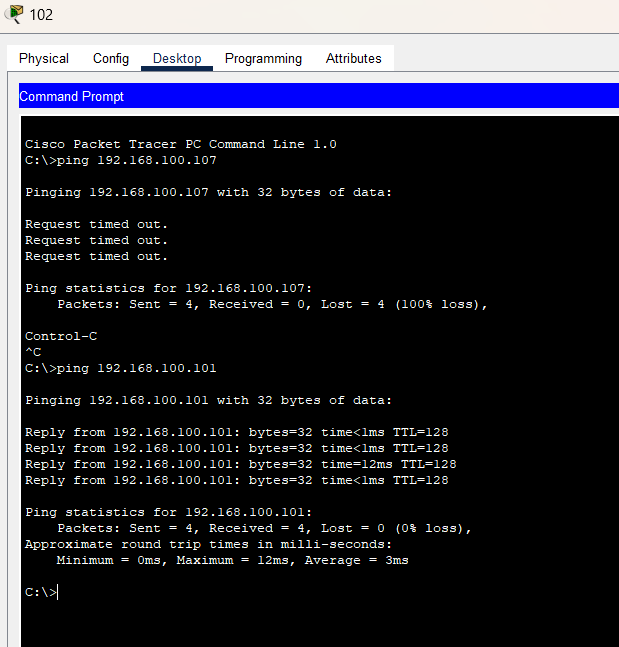 102
Physical Config Desktop Programming Attributes
Command Prompt
Cisco Packet Tracer PC Command Line 1.0
C:\>ping 192.168.100.107
Pinging 192.168.100.107 with 32 bytes of data:
Request timed out.
Request timed out.
Request timed out.
Ping statistics for 192.168.100.107:
    Packets: Sent = 4, Received = 0, Lost = 4 (100% loss),
Control-C
^C
C:\>ping 192.168.100.101
Pinging 192.168.100.101 with 32 bytes of data:
Reply from 192.168.100.101: bytes=32 time<1ms TTL=128
Reply from 192.168.100.101: bytes=32 time<1ms TTL=128
Reply from 192.168.100.101: bytes=32 time=12ms TTL=128
Reply from 192.168.100.101: bytes=32 time<1ms TTL=128
Ping statistics for 192.168.100.101:
    Packets: Sent = 4, Received = 4, Lost = 0 (0% loss),
Approximate round trip times in milli-seconds:
    Minimum = 0ms, Maximum = 12ms, Average = 3ms
C:\>